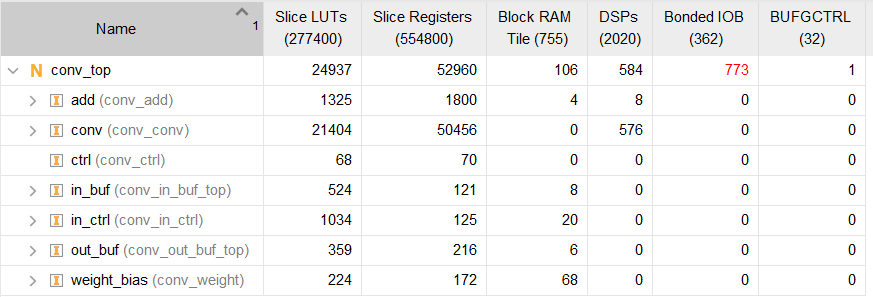 Name 1 Slice LUTs (277400) Slice Registers (554800) Block RAM Tile (755) DSPs (2020) Bonded IOB (362) BUFGCTRL (32)
N conv_top 24937 52960 106 584 773 1
I add (conv_add) 1325 1800 4 8 0 0
I conv (conv_conv) 21404 50456 0 576 0 0
I ctrl (conv_ctrl) 68 70 0 0 0 0
I in_buf (conv_in_buf_top) 524 121 8 0 0 0
I in_ctrl (conv_in_ctrl) 1034 125 20 0 0 0
I out_buf (conv_out_buf_top) 359 216 6 0 0 0
I weight_bias (conv_weight) 224 172 68 0 0 0